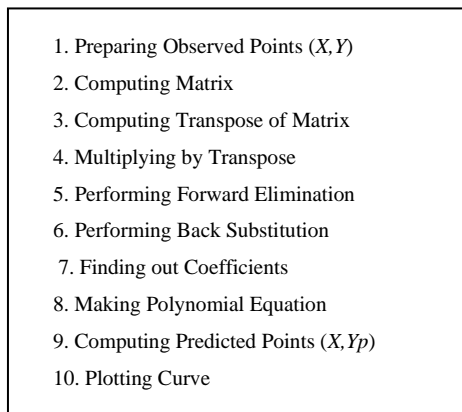 1. Preparing Observed Points (X,Y)
2. Computing Matrix
3. Computing Transpose of Matrix
4. Multiplying by Transpose
5. Performing Forward Elimination
6. Performing Back Substitution
7. Finding out Coefficients
8. Making Polynomial Equation
9. Computing Predicted Points (X,Yp)
10. Plotting Curve